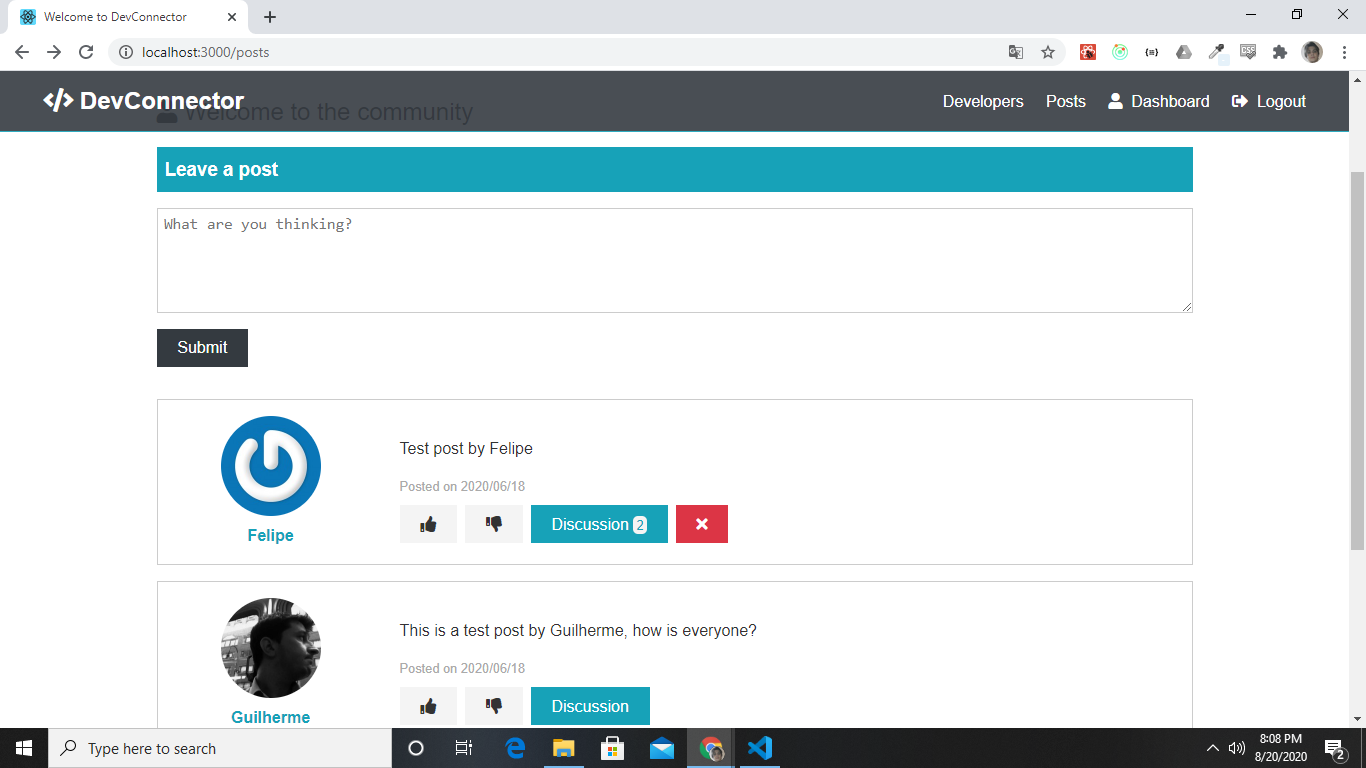 Welcome to DevConnector
localhost:3000/posts
DevConnector
Developers Posts Dashboard Logout
Welcome to the community
Leave a post
What are you thinking?
Submit
Test post by Felipe
Posted on 2020/06/18
Discussion 2
Felipe
This is a test post by Guilherme, how is everyone?
Posted on 2020/06/18
Discussion
Guilherme
Type here to search
8:08 PM
8/20/2020
2